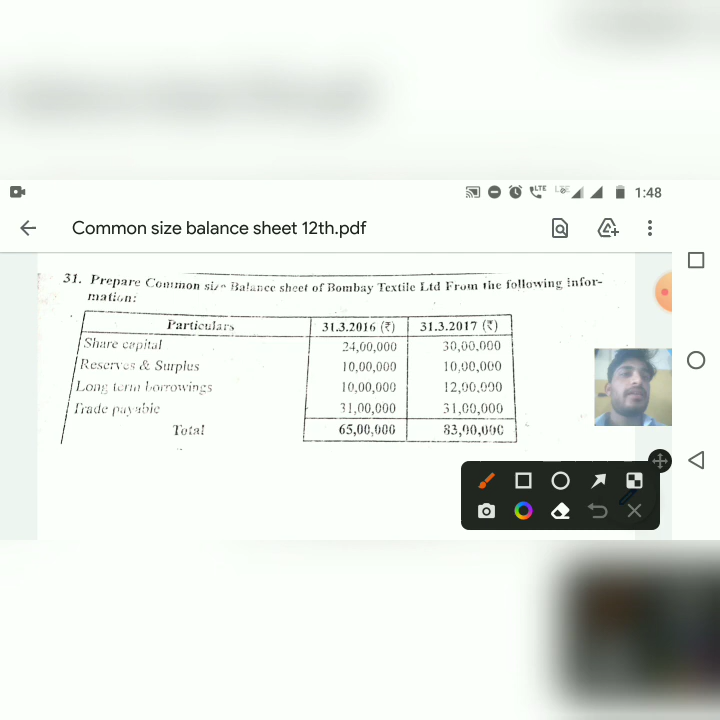 LTE 1:48
Common size balance sheet 12th.pdf
31. Prepare Common size Balance sheet of Bombay Textile Ltd From the following infor-
mation:
Particulars 31.3.2016 (₹) 31.3.2017 (₹)
Share capital 24,00,000 30,00,000
Reserves & Surplus 10,00,000 10,00,000
Long term borrowings 10,00,000 12,00,000
Trade payable 31,00,000 31,00,000
Total 65,00,000 83,00,000